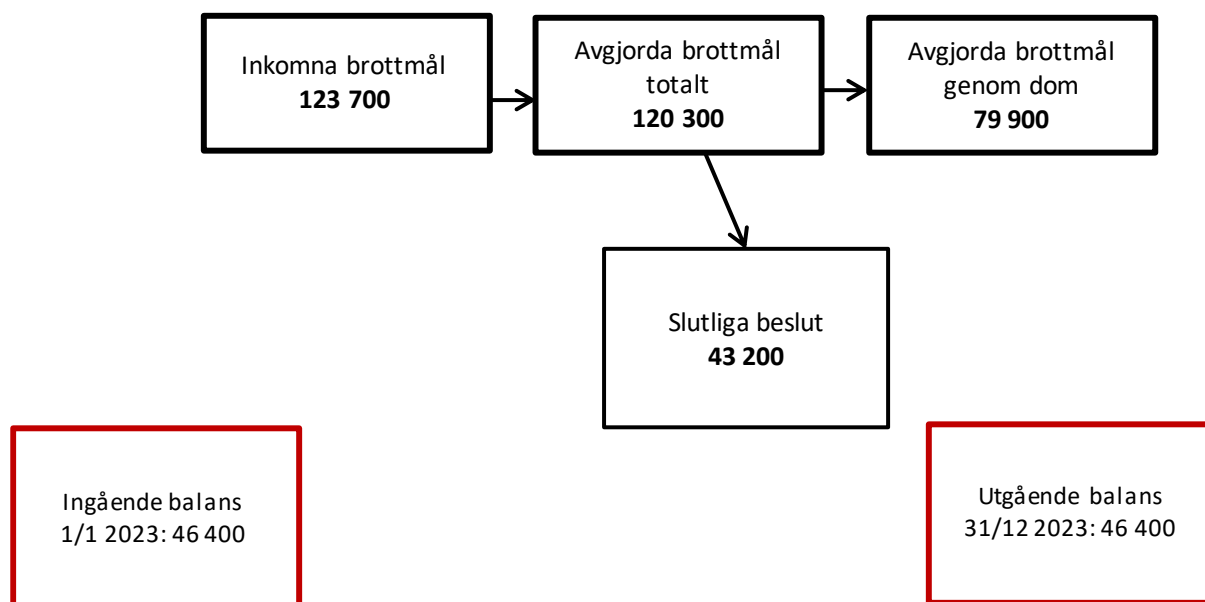 Inkomna brottmål
123 700
Avgjorda brottmål
totalt
120 300
Avgjorda brottmål
genom dom
79 900
Slutliga beslut
43 200
Ingående balans
1/1 2023: 46 400
Utgående balans
31/12 2023: 46 400